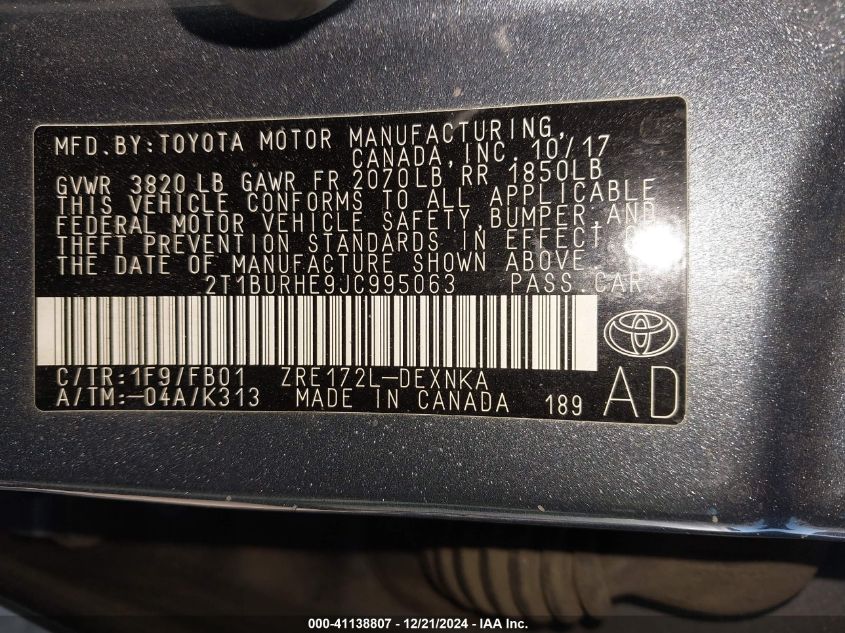 MFD. BY: TOYOTA MOTOR MANUFACTURING,
CANADA, INC. 10/17
GVWR 3820 LB GAWR FR 2070LB RR 1850LB
THIS VEHICLE CONFORMS TO ALL APPLICABLE
FEDERAL MOTOR VEHICLE SAFETY, BUMPER, AND
THEFT PREVENTION STANDARDS IN EFFECT
THE DATE OF MANUFACTURE SHOWN ABOVE.
2T1BURHE9JC995063 PASS. CAR
C/TR: 1F9/FB01 ZRE172L-DEXNKA
A/TM: -04A/K313 MADE IN CANADA 189
AD
000-41138807 - 12/21/2024 - IAA Inc.